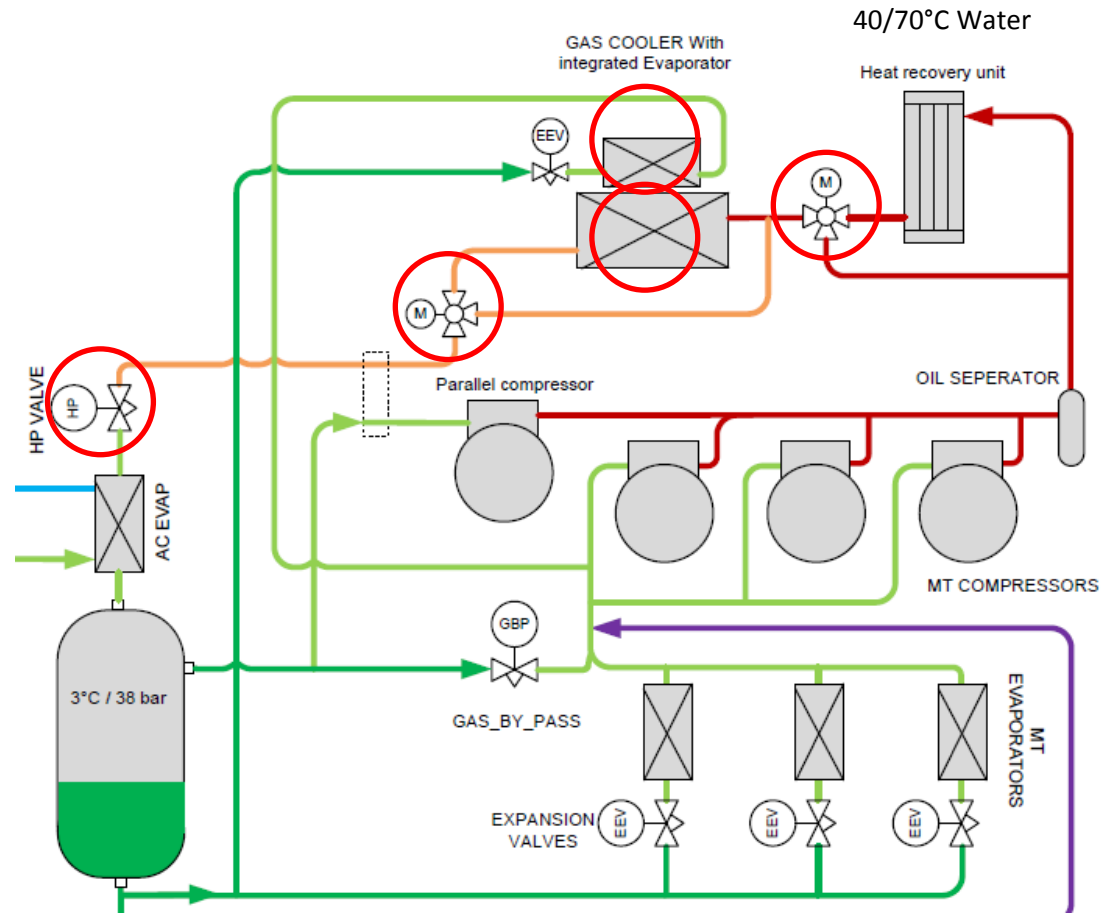 40/70°C Water
GAS COOLER With
integrated Evaporator
Heat recovery unit
EEV
M
M
HP VALVE
HP
Parallel compressor
OIL SEPERATOR
AC EVAP
MT COMPRESSORS
GBP
3°C / 38 bar
GAS_BY_PASS
MT
EVAPORATORS
EXPANSION
VALVES
EEV
EEV
EEV